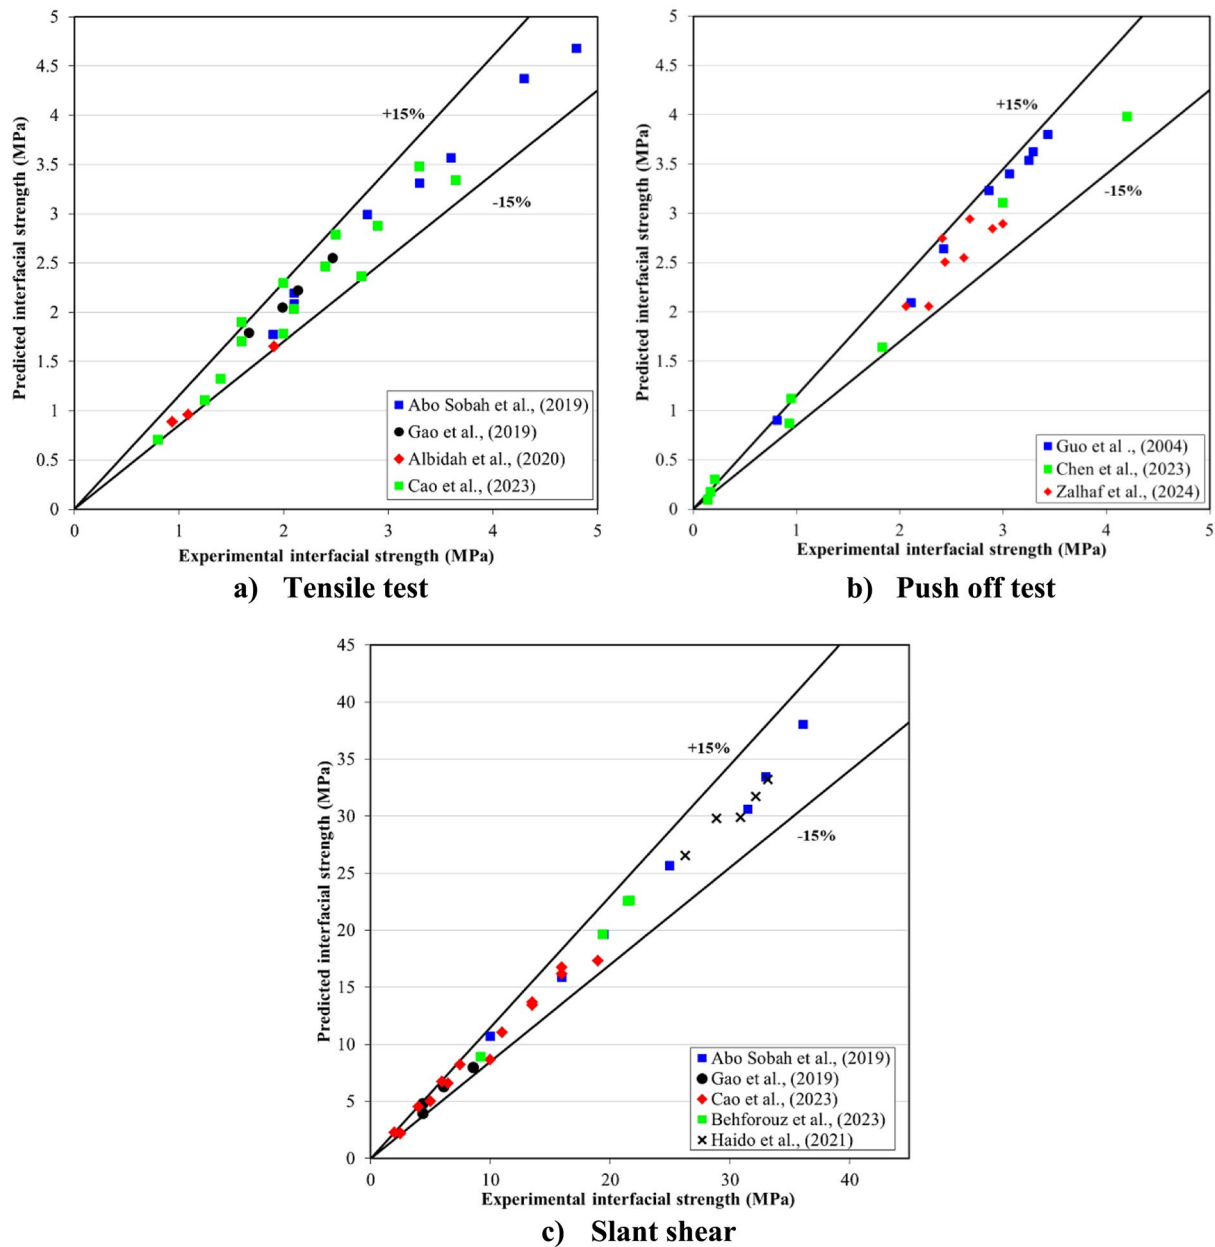 5
4.5
4
3.5
3
2.5
2
1.5
1
0.5
0
0 1 2 3 4 5
Predicted interfacial strength (MPa)
Experimental interfacial strength (MPa)
+15%
-15%
Abo Sobah et al., (2019)
Gao et al., (2019)
Albidah et al., (2020)
Cao et al., (2023)
a) Tensile test
5
4.5
4
3.5
3
2.5
2
1.5
1
0.5
0
0 1 2 3 4 5
Predicted interfacial strength (MPa)
Experimental interfacial strength (MPa)
+15%
-15%
Guo et al ., (2004)
Chen et al., (2023)
Zalhaf et al., (2024)
b) Push off test
45
40
35
30
25
20
15
10
5
0
0 10 20 30 40
Predicted interfacial strength (MPa)
Experimental interfacial strength (MPa)
+15%
-15%
Abo Sobah et al., (2019)
Gao et al., (2019)
Cao et al., (2023)
Behforouz et al., (2023)
Haido et al., (2021)
c) Slant shear